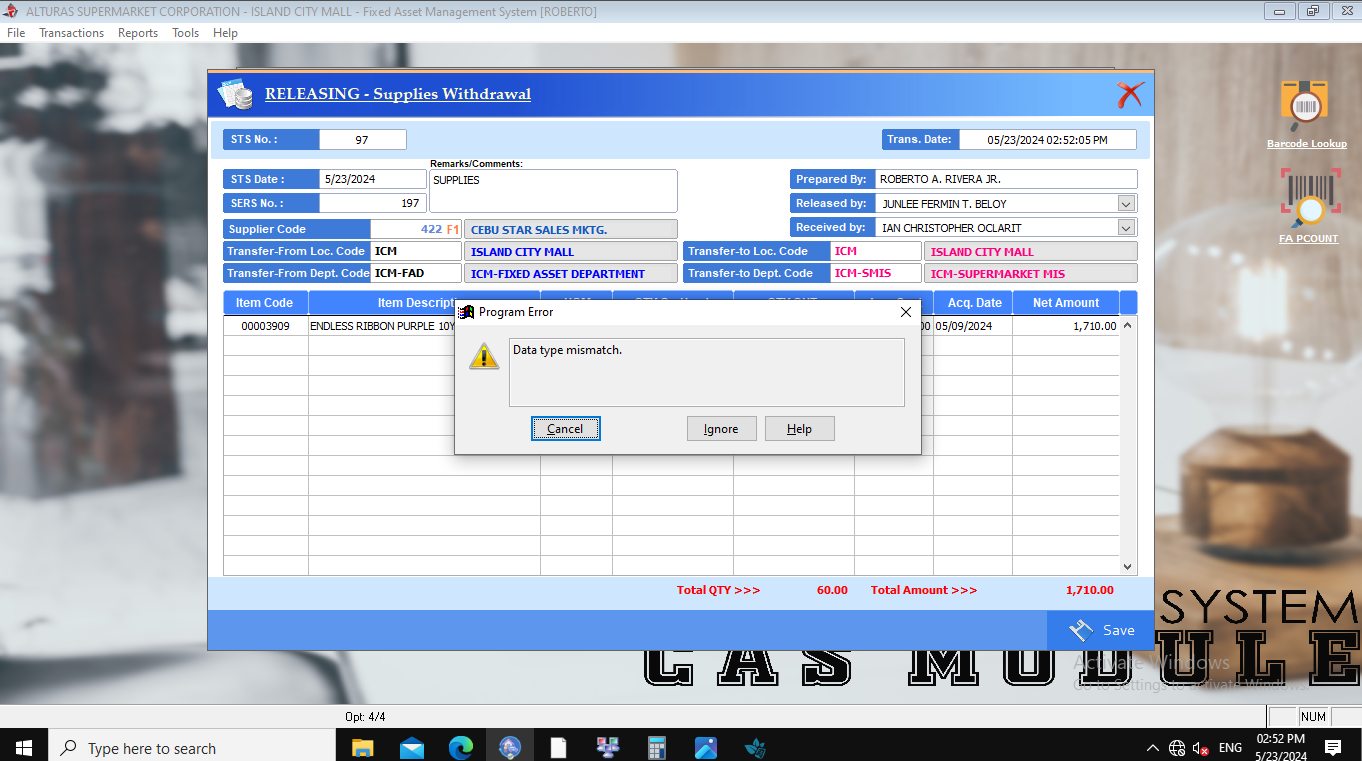 ALTURAS SUPERMARKET CORPORATION - ISLAND CITY MALL - Fixed Asset Management System [ROBERTO]
File Transactions Reports Tools Help
RELEASING - Supplies Withdrawal
STS No. : 97
Trans. Date: 05/23/2024 02:52:05 PM
Remarks/Comments:
STS Date : 5/23/2024 SUPPLIES Prepared By: ROBERTO A. RIVERA JR.
SERS No. : 197 Released by: JUNLEE FERMIN T. BELOY
Received by: IAN CHRISTOPHER OCLARIT
Supplier Code 422 F1 CEBU STAR SALES MKTG.
Transfer-From Loc. Code ICM ISLAND CITY MALL Transfer-to Loc. Code ICM ISLAND CITY MALL
Transfer-From Dept. Code ICM-FAD ICM-FIXED ASSET DEPARTMENT Transfer-to Dept. Code ICM-SMIS ICM-SUPERMARKET MIS
Item Code Item Descripti Acq. Date Net Amount
00003909 ENDLESS RIBBON PURPLE 10Y 00 05/09/2024 1,710.00
Program Error
Data type mismatch.
Cancel Ignore Help
Total QTY >>> 60.00 Total Amount >>> 1,710.00
Save
Barcode Lookup
FA PCOUNT
SYSTEM
CAS MODULE
Activate Windows
Go to Settings to activate Windows.
Opt: 4/4
NUM
Type here to search
ENG
02:52 PM
5/23/2024